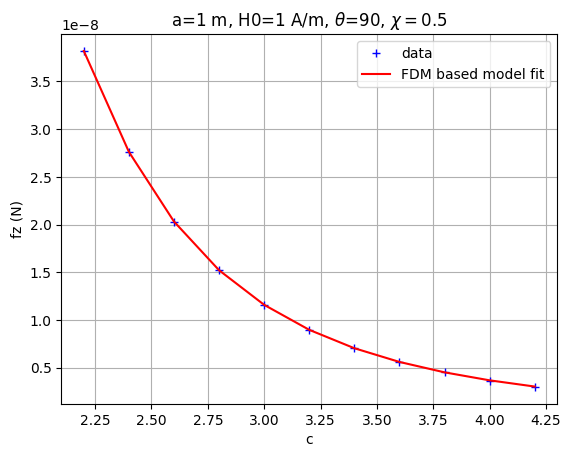 a=1 m, H0=1 A/m, θ=90, χ = 0.5
1e−8
data
FDM based model fit
3.5
3.0
2.5
2.0
1.5
1.0
0.5
fz (N)
2.25 2.50 2.75 3.00 3.25 3.50 3.75 4.00 4.25
c